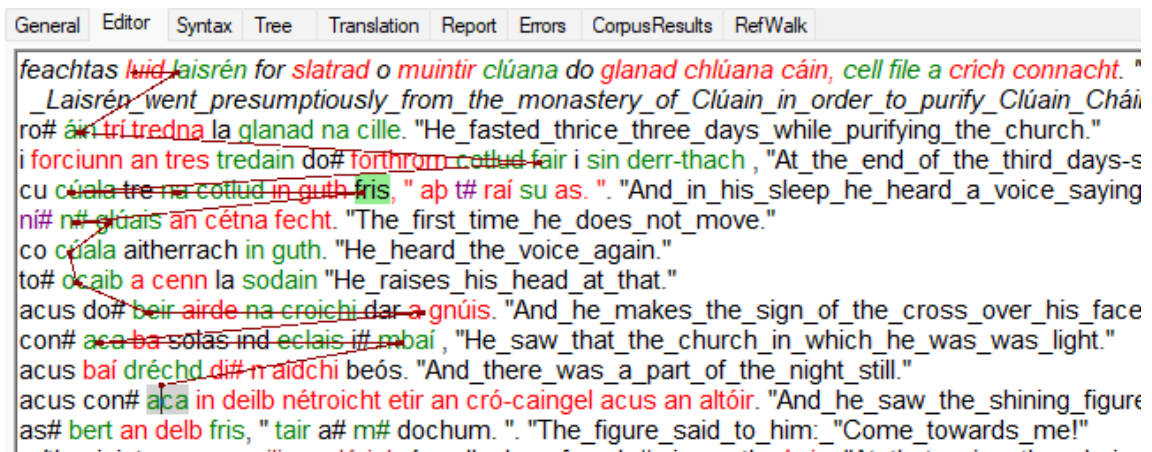 General Editor Syntax Tree Translation Report Errors CorpusResults RefWalk
feachtas luid laisrén for slatrad o muintir clúana do glanad chlúana cáin, cell file a crìch connacht. "
_Laisrén_went_presumptiously_from_the_monastery_of_Clúain_in_order_to_purify_Clúain_Chái
ro# áin trí tredna la glanad na cille. "He_fasted_thrice_three_days_while_purifying_the_church."
i forciunn an tres tredain do# forthrom cotlud fair i sin derr-thach , "At_the_end_of_the_third_days-s
cu cúala tre na cotlud in guth fris, " aþ t# raí su as. ". "And_in_his_sleep_he_heard_a_voice_saying
ní# n# glúais an cétna fecht. "The_first_time_he_does_not_move."
co cúala aitherrach in guth. "He_heard_the_voice_again."
to# ocaib a cenn la sodain "He_raises_his_head_at_that."
acus do# beir airde na croichi dar a gnúis. "And_he_makes_the_sign_of_the_cross_over_his_face
con# aca ba solas ind eclais i# mbaí , "He_saw_that_the_church_in_which_he_was_was_light."
acus baí dréchd di# n aidchi beós. "And_there_was_a_part_of_the_night_still."
acus con# aca in deilb nétroicht etir an cró-caingel acus an altóir. "And_he_saw_the_shining_figure
as# bert an delb fris, " tair a# m# dochum. ". "The_figure_said_to_him:_"Come_towards_me!"